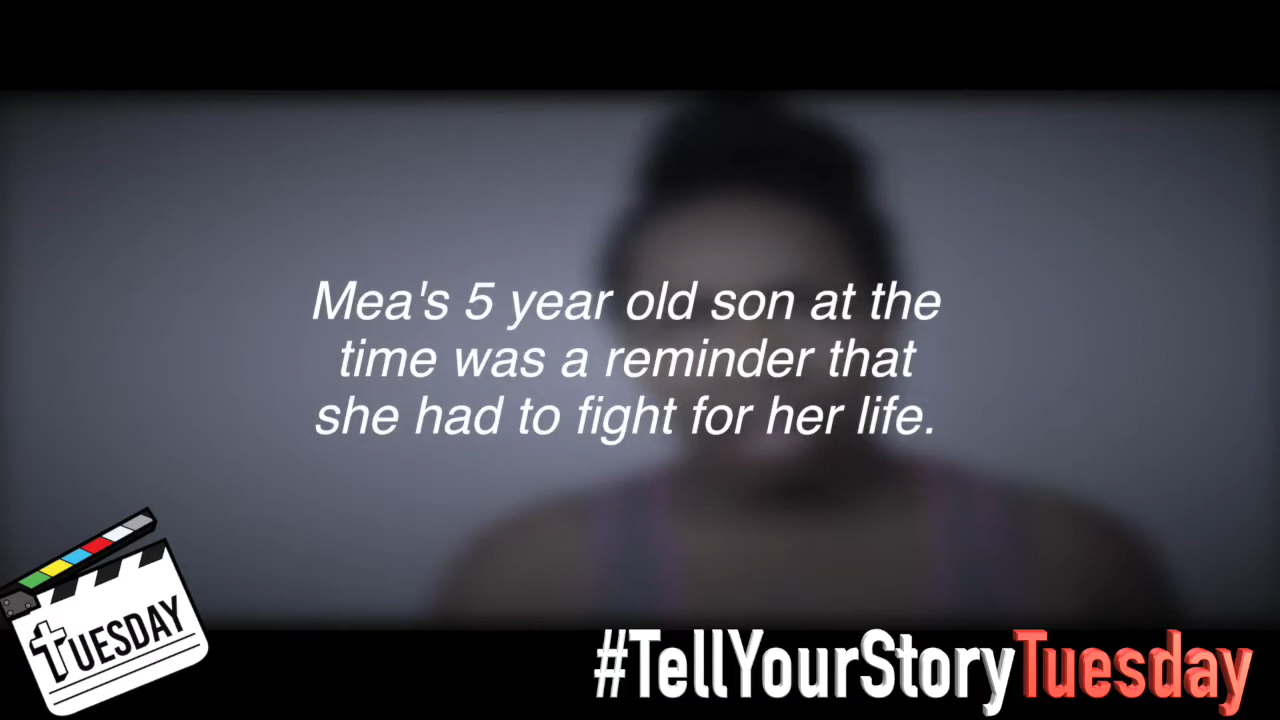 Mea's 5 year old son at the
time was a reminder that
she had to fight for her life.
tUESDAY
#TellYourStoryTuesday